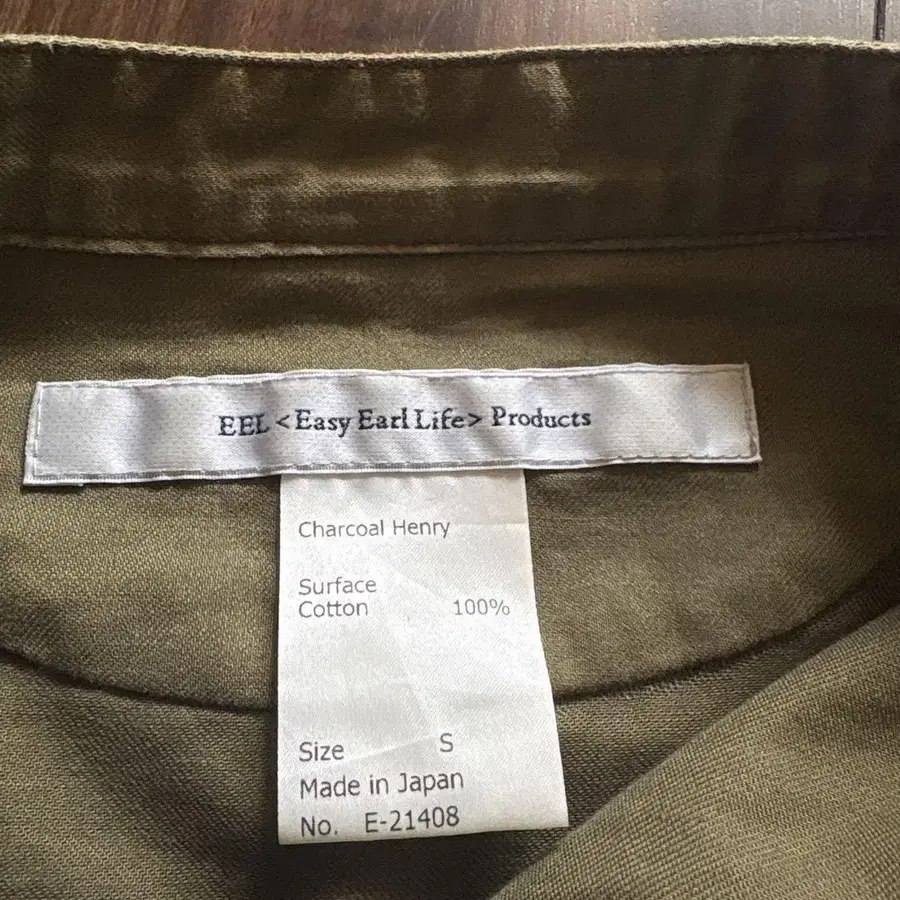 EEL <Easy Earl Life> Products
Charcoal Henry
Surface
Cotton 100%
Size S
Made in Japan
No. E-21408